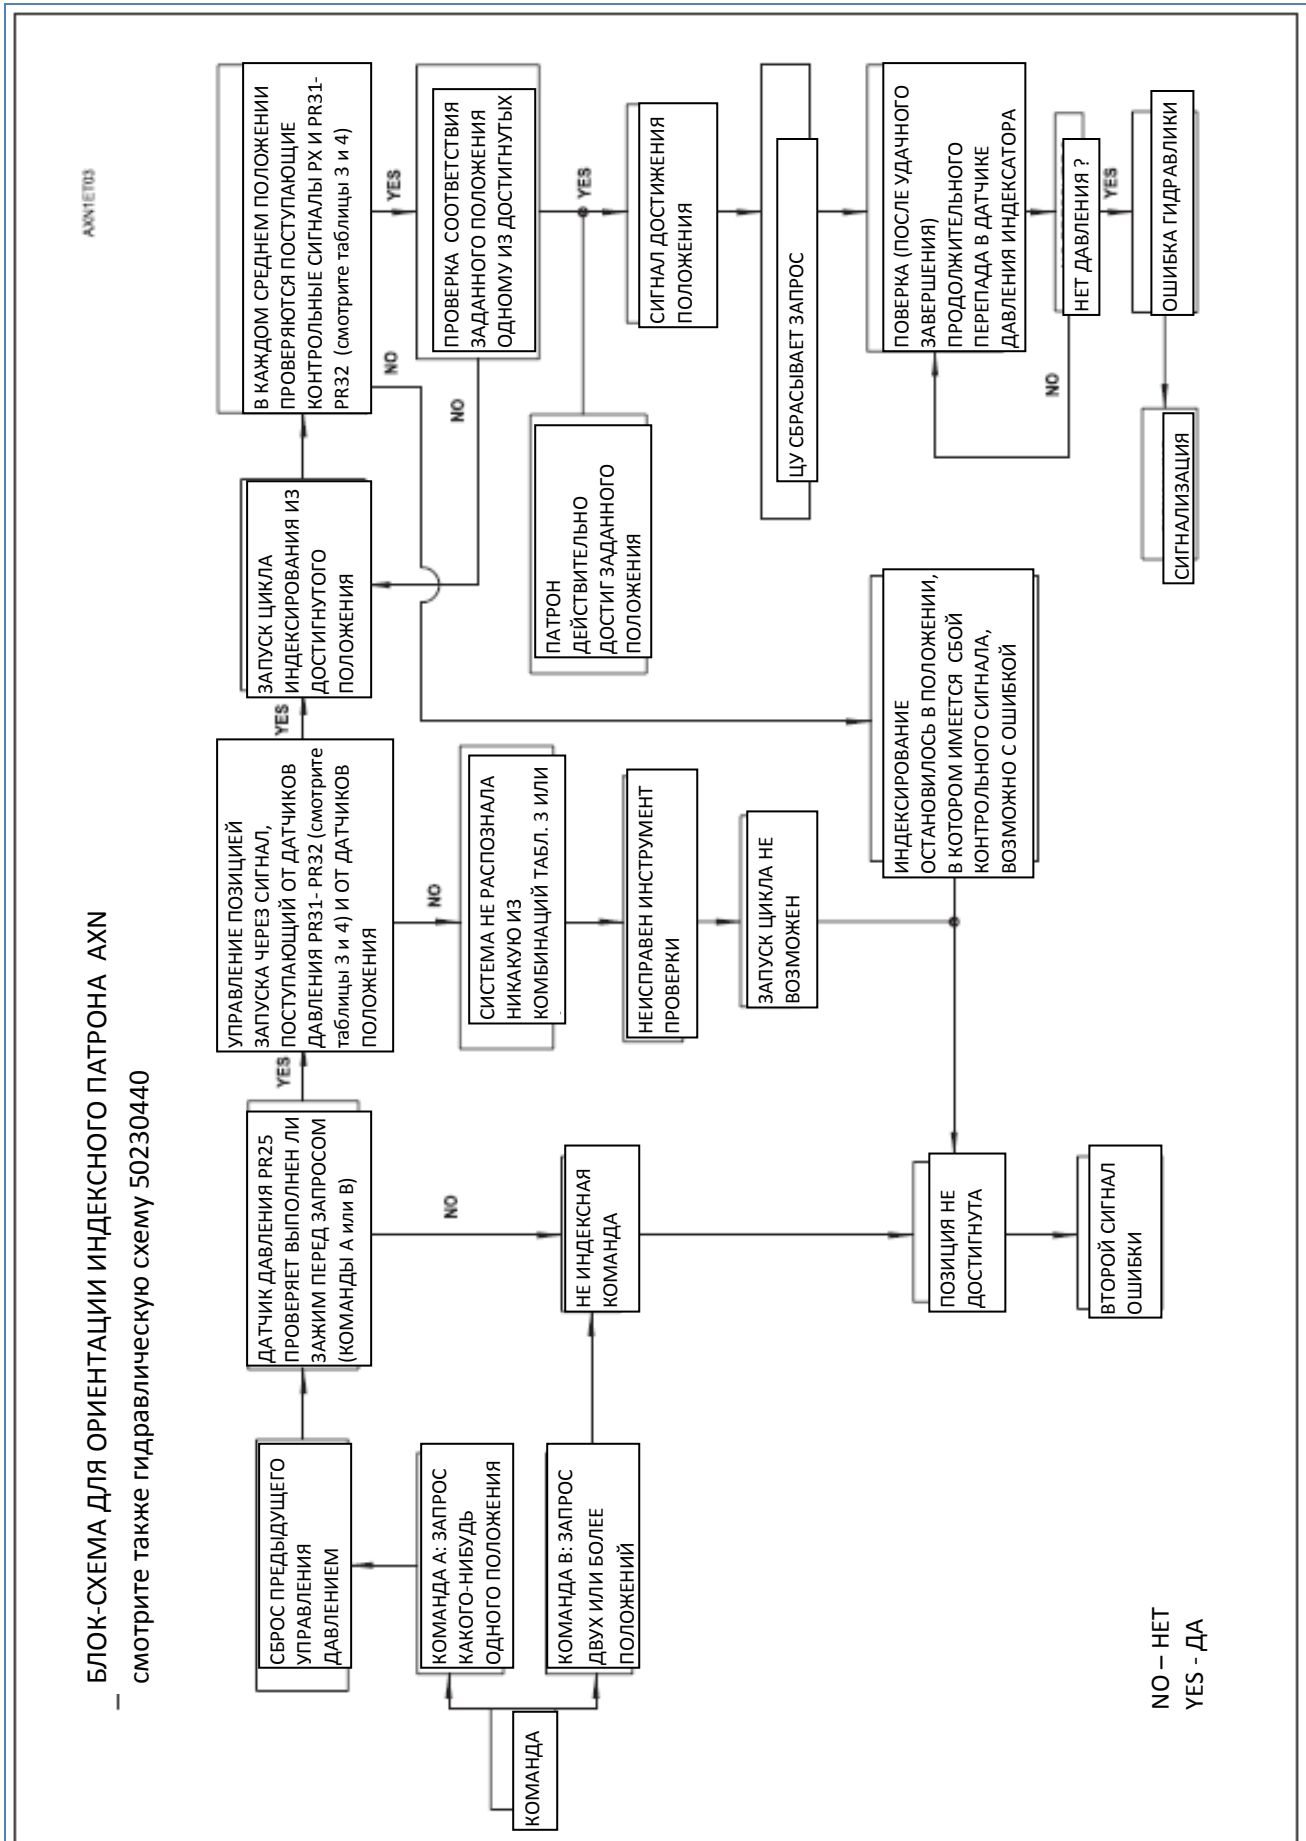 AXN1ET03
БЛОК-СХЕМА ДЛЯ ОРИЕНТАЦИИ ИНДЕКСНОГО ПАТРОНА AXN
–
смотрите также гидравлическую схему 50230440
КОМАНДА
КОМАНДА А: ЗАПРОС
КАКОГО-НИБУДЬ
ОДНОГО ПОЛОЖЕНИЯ
КОМАНДА В: ЗАПРОС
ДВУХ ИЛИ БОЛЕЕ
ПОЛОЖЕНИЙ
СБРОС ПРЕДЫДУЩЕГО
УПРАВЛЕНИЯ
ДАВЛЕНИЕМ
ДАТЧИК ДАВЛЕНИЯ PR25
ПРОВЕРЯЕТ ВЫПОЛНЕН ЛИ
ЗАЖИМ ПЕРЕД ЗАПРОСОМ
(КОМАНДЫ А или В)
YES
NO
НЕ ИНДЕКСНАЯ
КОМАНДА
УПРАВЛЕНИЕ ПОЗИЦИЕЙ
ЗАПУСКА ЧЕРЕЗ СИГНАЛ,
ПОСТУПАЮЩИЙ ОТ ДАТЧИКОВ
ДАВЛЕНИЯ PR31- PR32 (смотрите
таблицы 3 и 4) И ОТ ДАТЧИКОВ
ПОЛОЖЕНИЯ
YES
NO
СИСТЕМА НЕ РАСПОЗНАЛА
НИКАКУЮ ИЗ
КОМБИНАЦИЙ ТАБЛ. 3 ИЛИ
НЕИСПРАВЕН ИНСТРУМЕНТ
ПРОВЕРКИ
ЗАПУСК ЦИКЛА НЕ
ВОЗМОЖЕН
ПОЗИЦИЯ НЕ
ДОСТИГНУТА
ВТОРОЙ СИГНАЛ
ОШИБКИ
ЗАПУСК ЦИКЛА
ИНДЕКСИРОВАНИЯ ИЗ
ДОСТИГНУТОГО
ПОЛОЖЕНИЯ
В КАЖДОМ СРЕДНЕМ ПОЛОЖЕНИИ
ПРОВЕРЯЮТСЯ ПОСТУПАЮЩИЕ
КОНТРОЛЬНЫЕ СИГНАЛЫ PX И PR31-
PR32 (смотрите таблицы 3 и 4)
NO
YES
ПРОВЕРКА СООТВЕТСТВИЯ
ЗАДАННОГО ПОЛОЖЕНИЯ
ОДНОМУ ИЗ ДОСТИГНУТЫХ
NO
YES
ПАТРОН
ДЕЙСТВИТЕЛЬНО
ДОСТИГ ЗАДАННОГО
ПОЛОЖЕНИЯ
СИГНАЛ ДОСТИЖЕНИЯ
ПОЛОЖЕНИЯ
ЦУ СБРАСЫВАЕТ ЗАПРОС
ИНДЕКСИРОВАНИЕ
ОСТАНОВИЛОСЬ В ПОЛОЖЕНИИ,
В КОТОРОМ ИМЕЕТСЯ СБОЙ
КОНТРОЛЬНОГО СИГНАЛА,
ВОЗМОЖНО С ОШИБКОЙ
ПОВЕРКА (ПОСЛЕ УДАЧНОГО
ЗАВЕРШЕНИЯ)
ПРОДОЛЖИТЕЛЬНОГО
ПЕРЕПАДА В ДАТЧИКЕ
ДАВЛЕНИЯ ИНДЕКСАТОРА
NO
НЕТ ДАВЛЕНИЯ ?
YES
ОШИБКА ГИДРАВЛИКИ
СИГНАЛИЗАЦИЯ
NO – НЕТ
YES - ДА